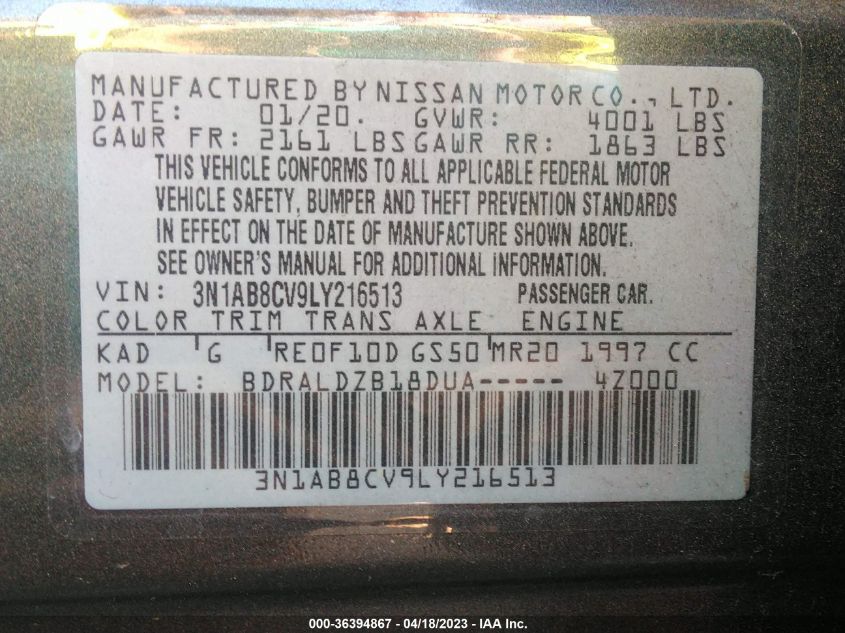 MANUFACTURED BY NISSAN MOTOR CO., LTD.
DATE: 01/20. GVWR: 4001 LBS
GAWR FR: 2161 LBS GAWR RR: 1863 LBS
THIS VEHICLE CONFORMS TO ALL APPLICABLE FEDERAL MOTOR
VEHICLE SAFETY, BUMPER AND THEFT PREVENTION STANDARDS
IN EFFECT ON THE DATE OF MANUFACTURE SHOWN ABOVE.
SEE OWNER'S MANUAL FOR ADDITIONAL INFORMATION.
VIN: 3N1AB8CV9LY216513 PASSENGER CAR.
COLOR TRIM TRANS AXLE ENGINE
KAD 'G 'RE0F10D GS50 'MR20 1997 CC
MODEL: BDRALDZB18DUA----- 4Z000
3N1AB8CV9LY216513
000-36394867 - 04/18/2023 - IAA Inc.